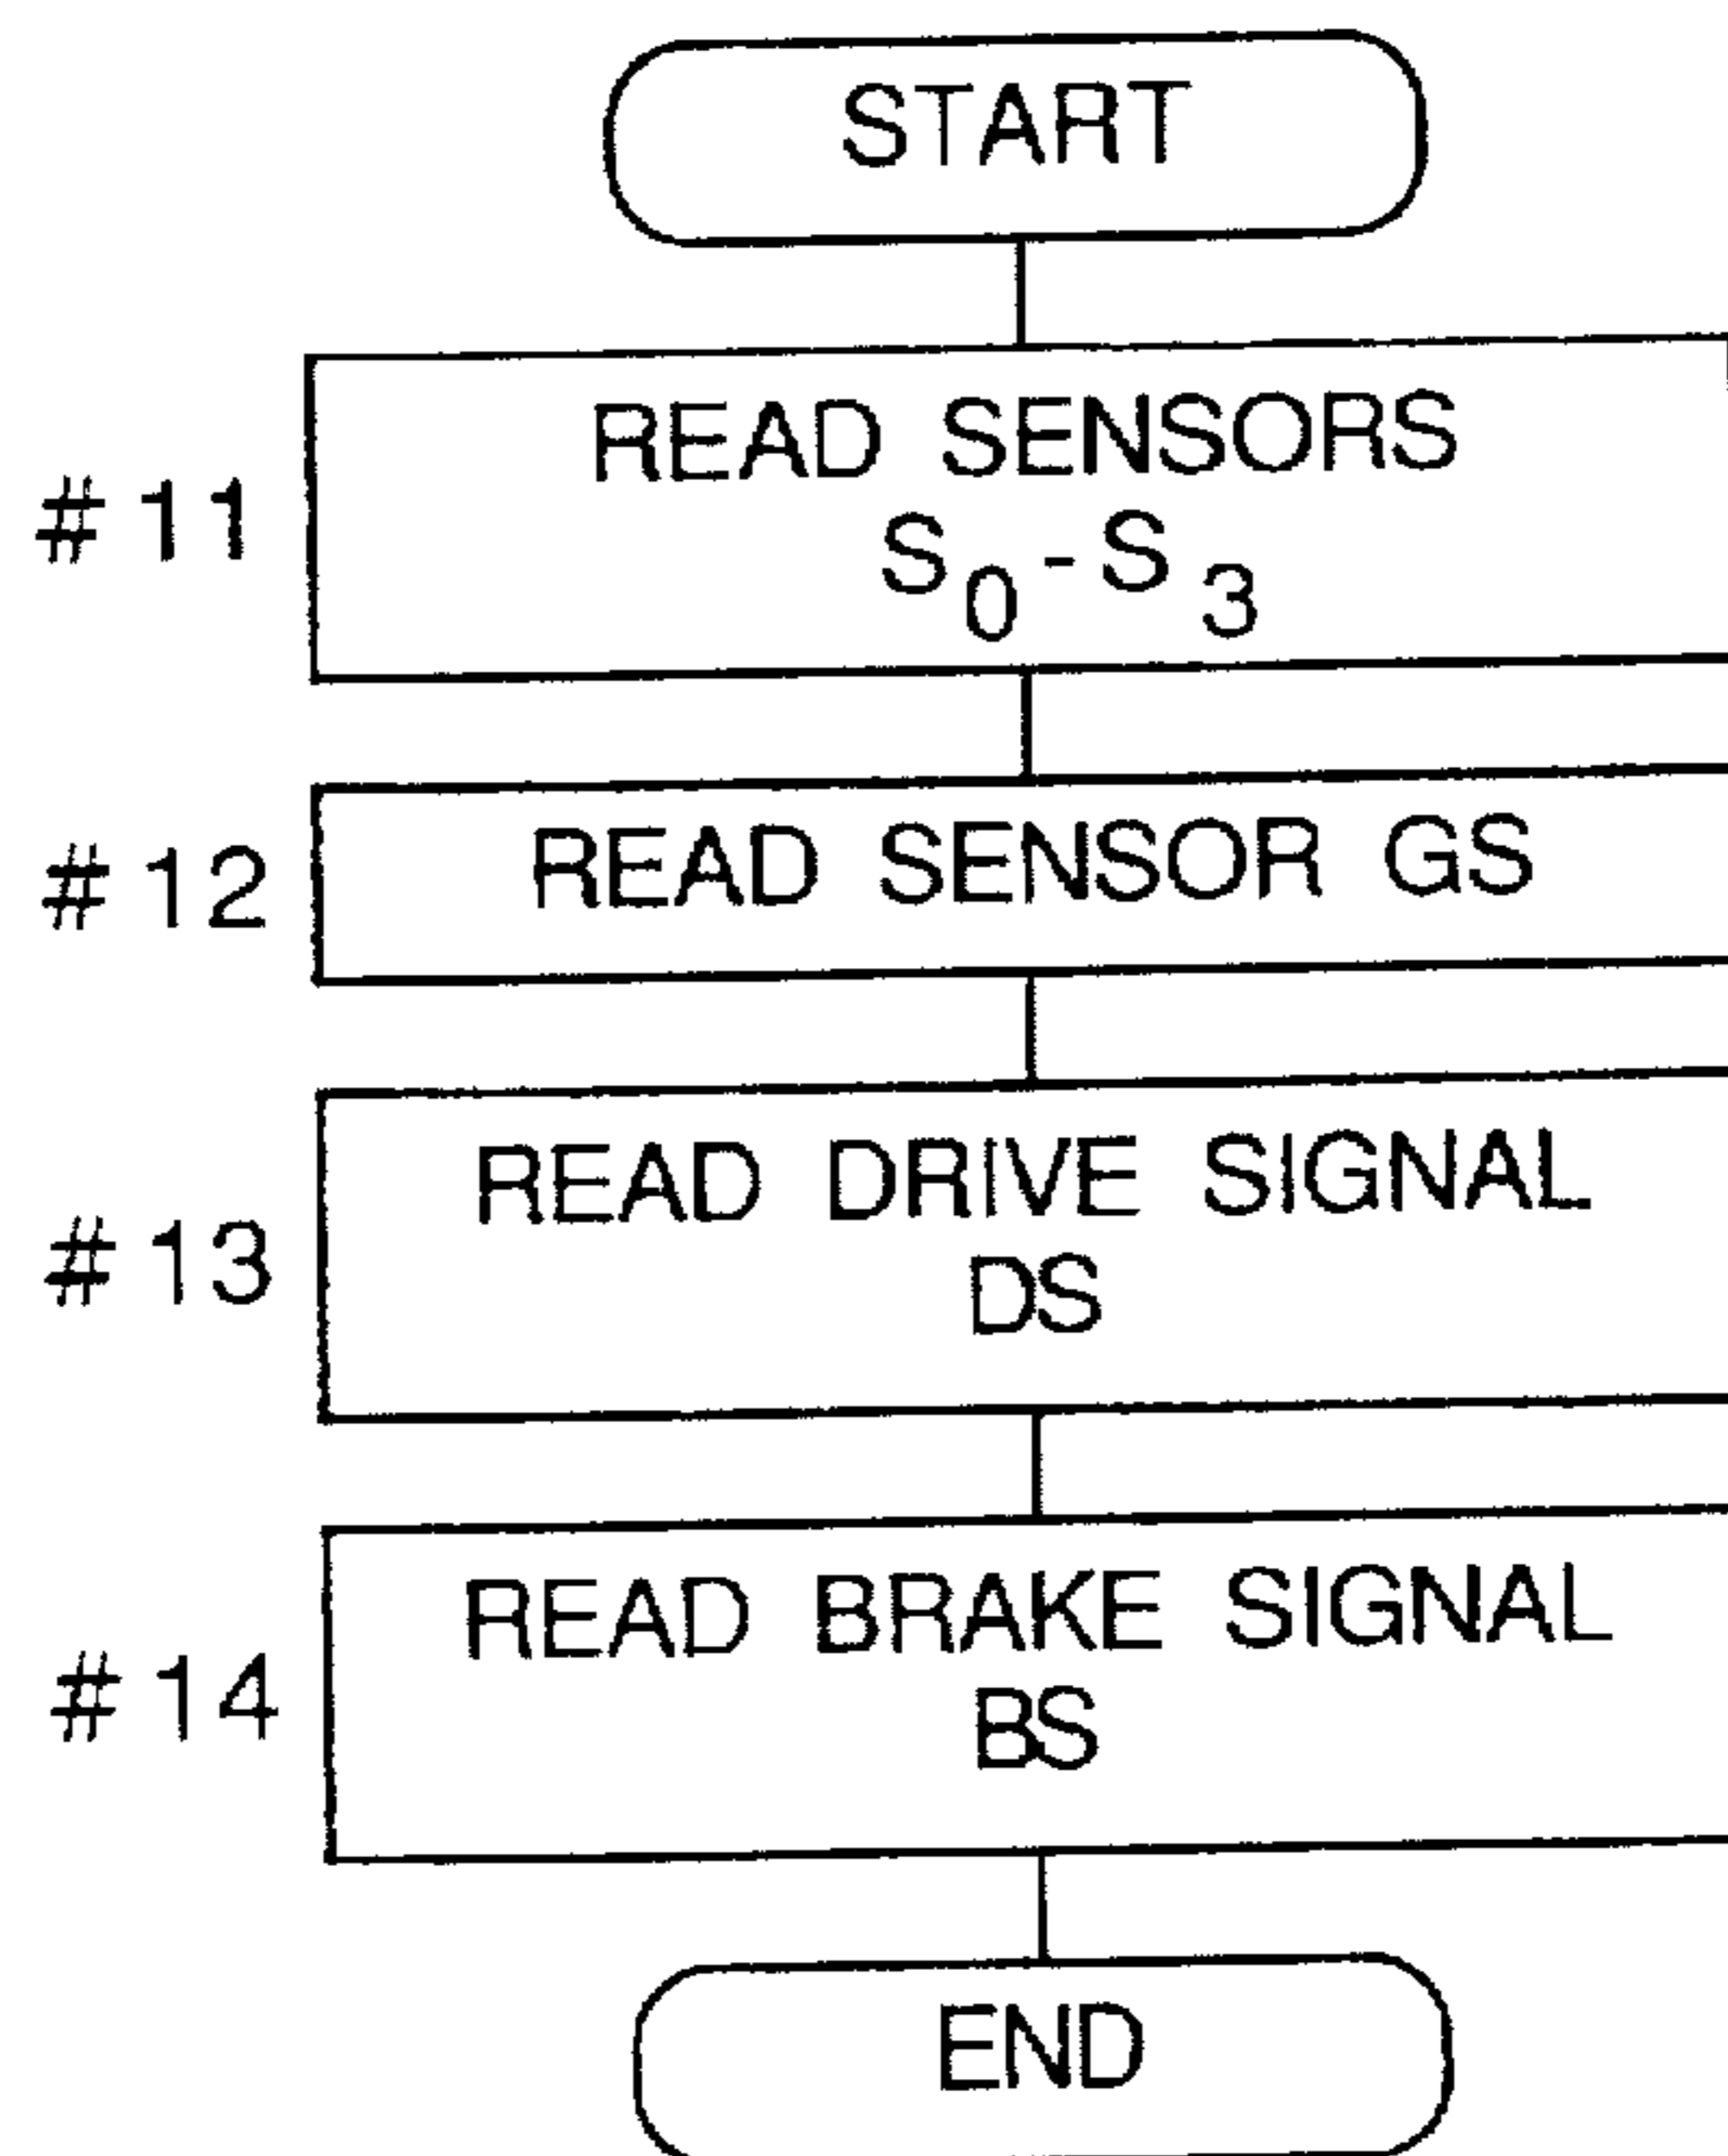 START
READ SENSORS
#11
S₀-S₃
#12 READ SENSOR GS
READ DRIVE SIGNAL
#13
DS
READ BRAKE SIGNAL
#14
BS
END